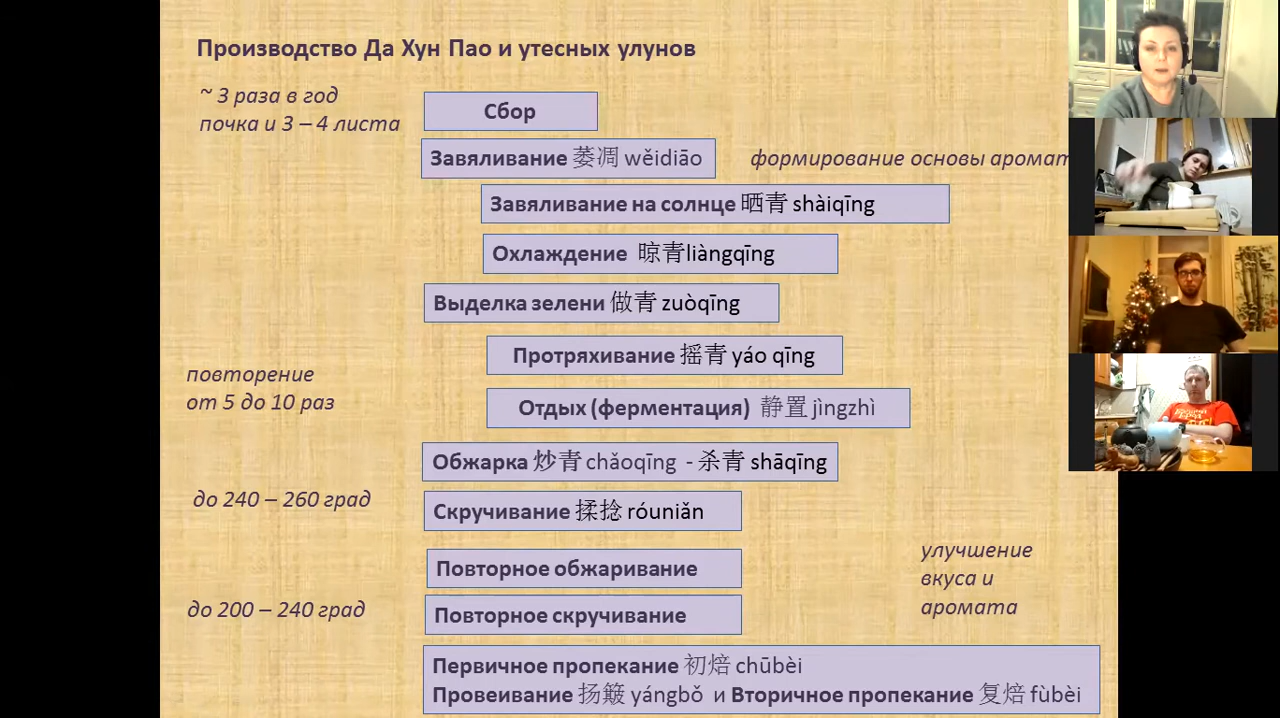 Производство Да Хун Пао и утесных улунов
~ 3 раза в год
почка и 3 – 4 листа
Сбор
Завяливание 萎凋 wěidiāo
формирование основы аромат
Завяливание на солнце 晒青 shàiqīng
Охлаждение 晾青liàngqīng
Выделка зелени 做青 zuòqīng
Протряхивание 摇青 yáo qīng
повторение
от 5 до 10 раз
Отдых (ферментация) 静置 jìngzhì
Обжарка 炒青 chǎoqīng - 杀青 shāqīng
до 240 – 260 град
Скручивание 揉捻 róuniǎn
Повторное обжаривание
улучшение
вкуса и
аромата
до 200 – 240 град
Повторное скручивание
Первичное пропекание 初焙 chūbèi
Провеивание 扬簸 yángbǒ и Вторичное пропекание 复焙 fùbèi